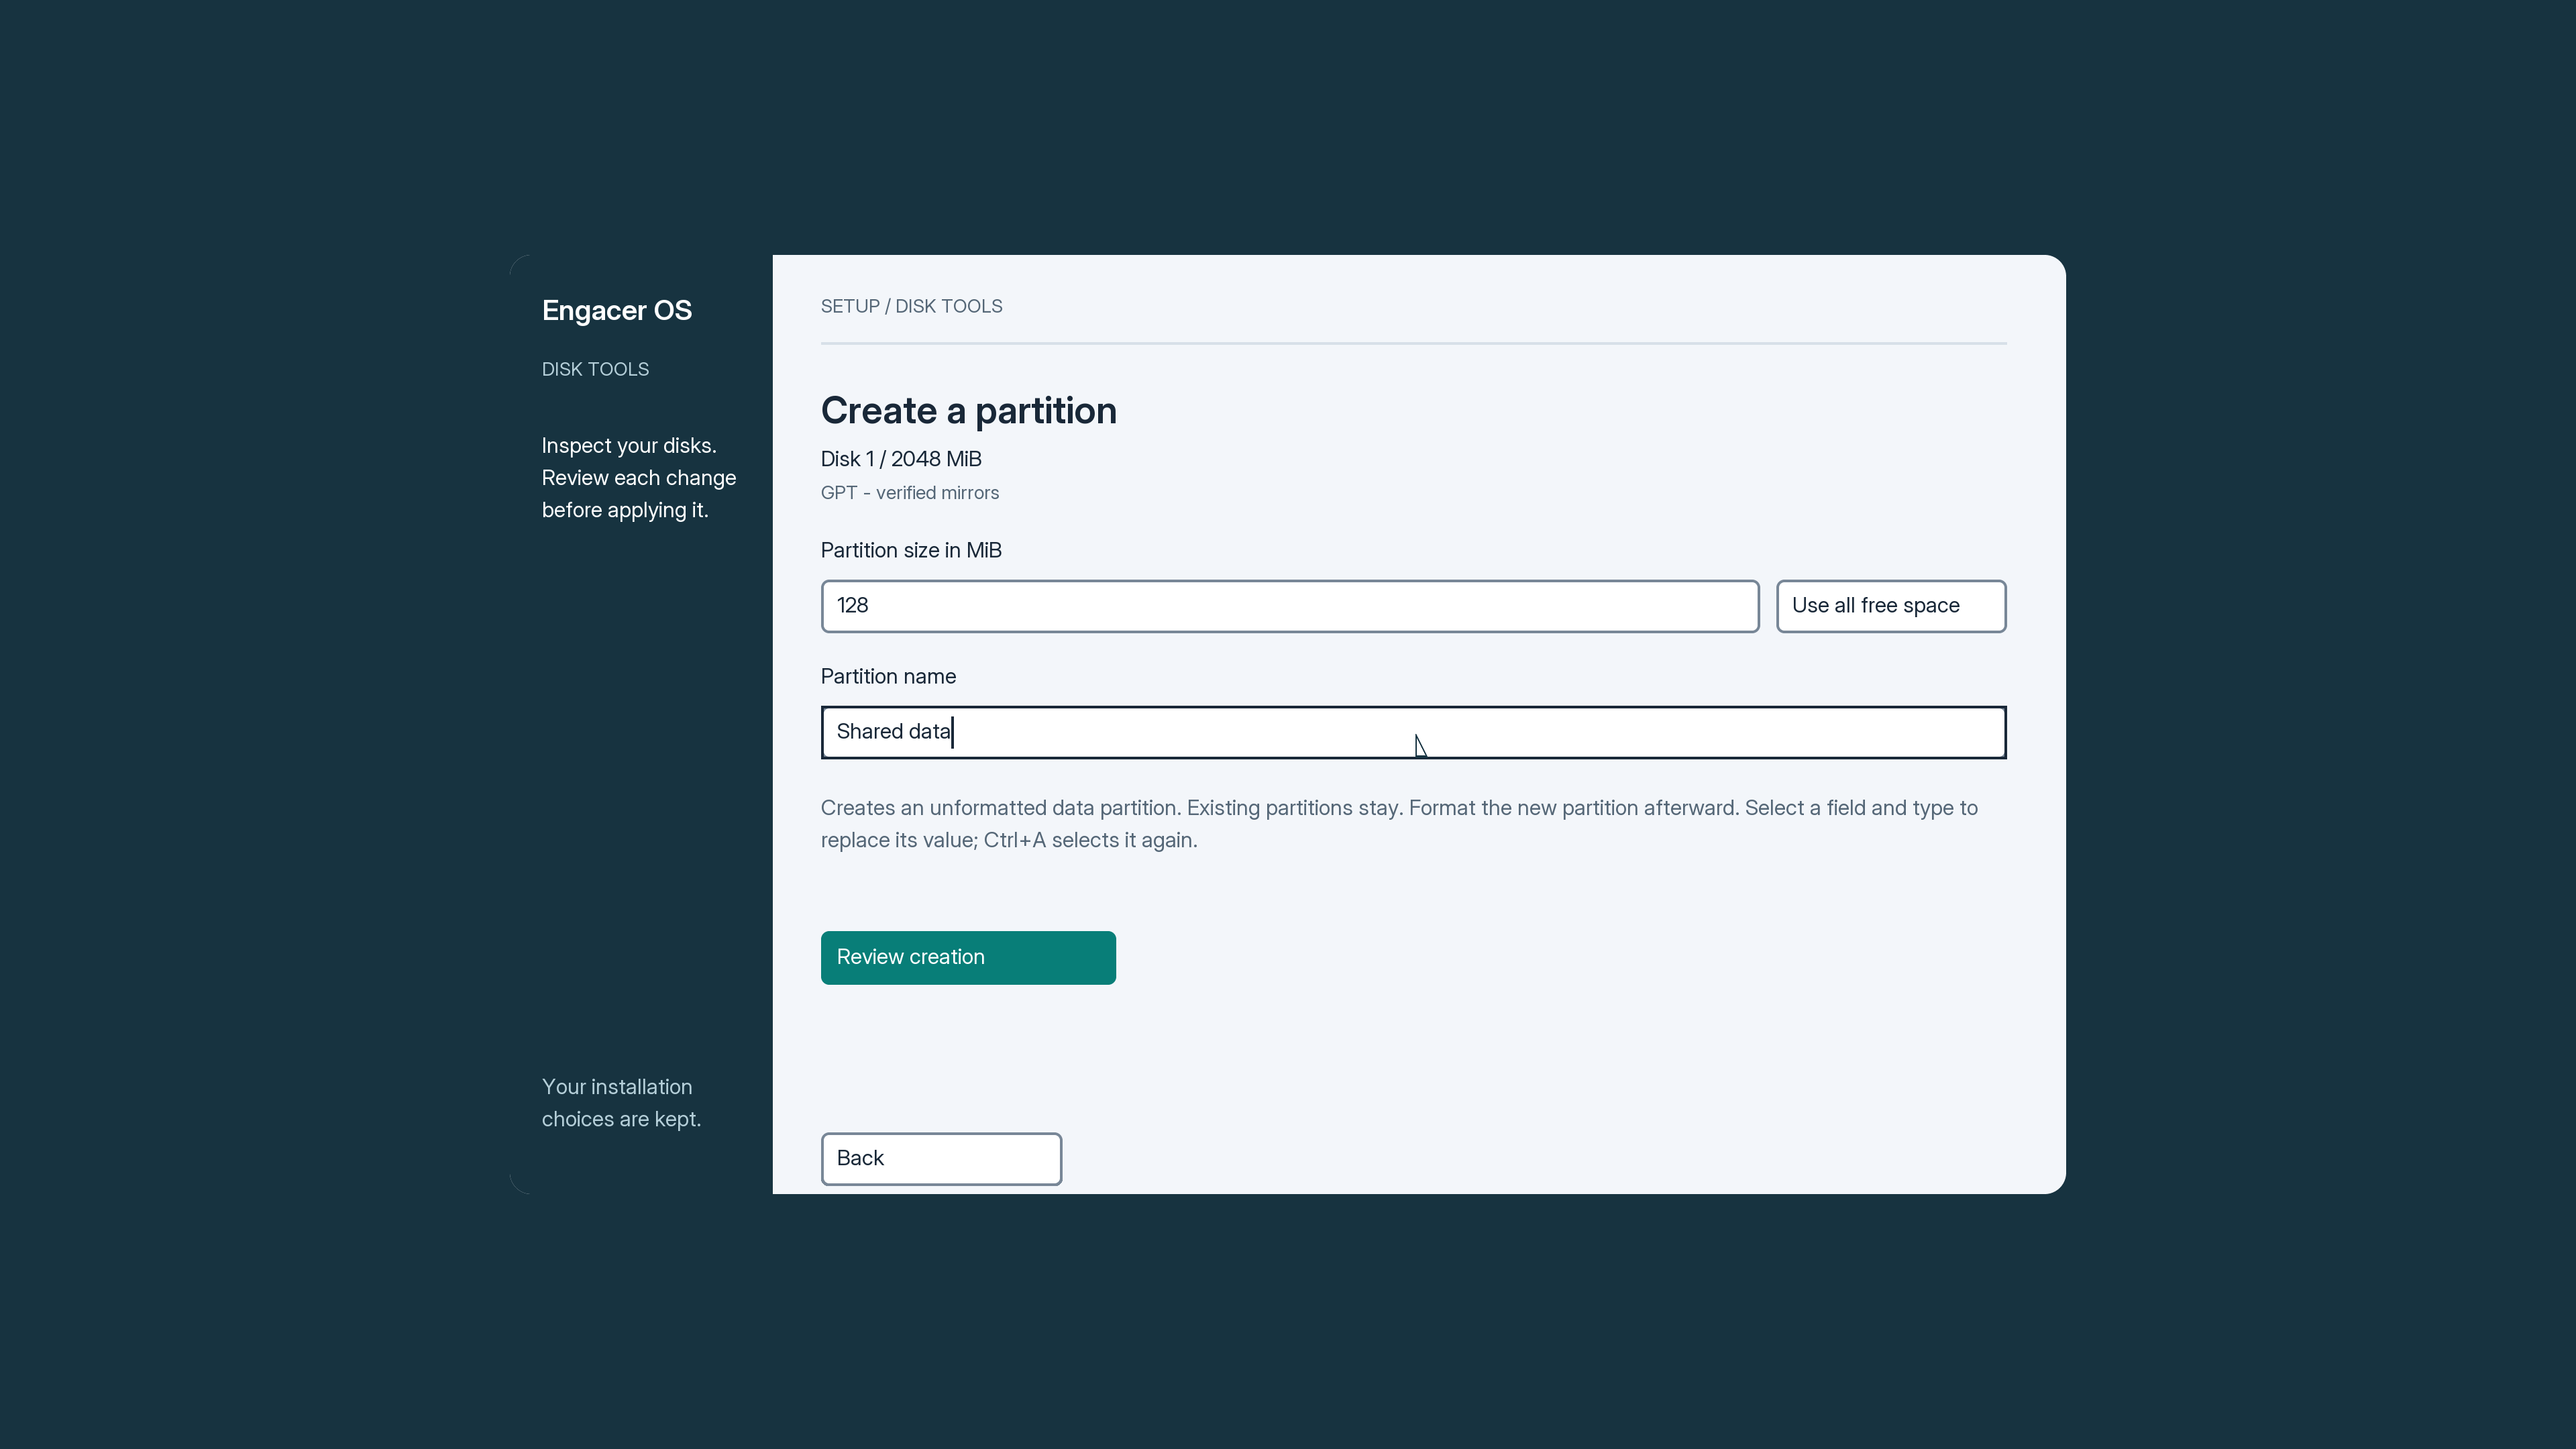 Engacer OS
DISK TOOLS
Inspect your disks.
Review each change
before applying it.
Your installation
choices are kept.
SETUP / DISK TOOLS
Create a partition
Disk 1 / 2048 MiB
GPT - verified mirrors
Partition size in MiB
128
Use all free space
Partition name
Shared data
Creates an unformatted data partition. Existing partitions stay. Format the new partition afterward. Select a field and type to
replace its value; Ctrl+A selects it again.
Review creation
Back